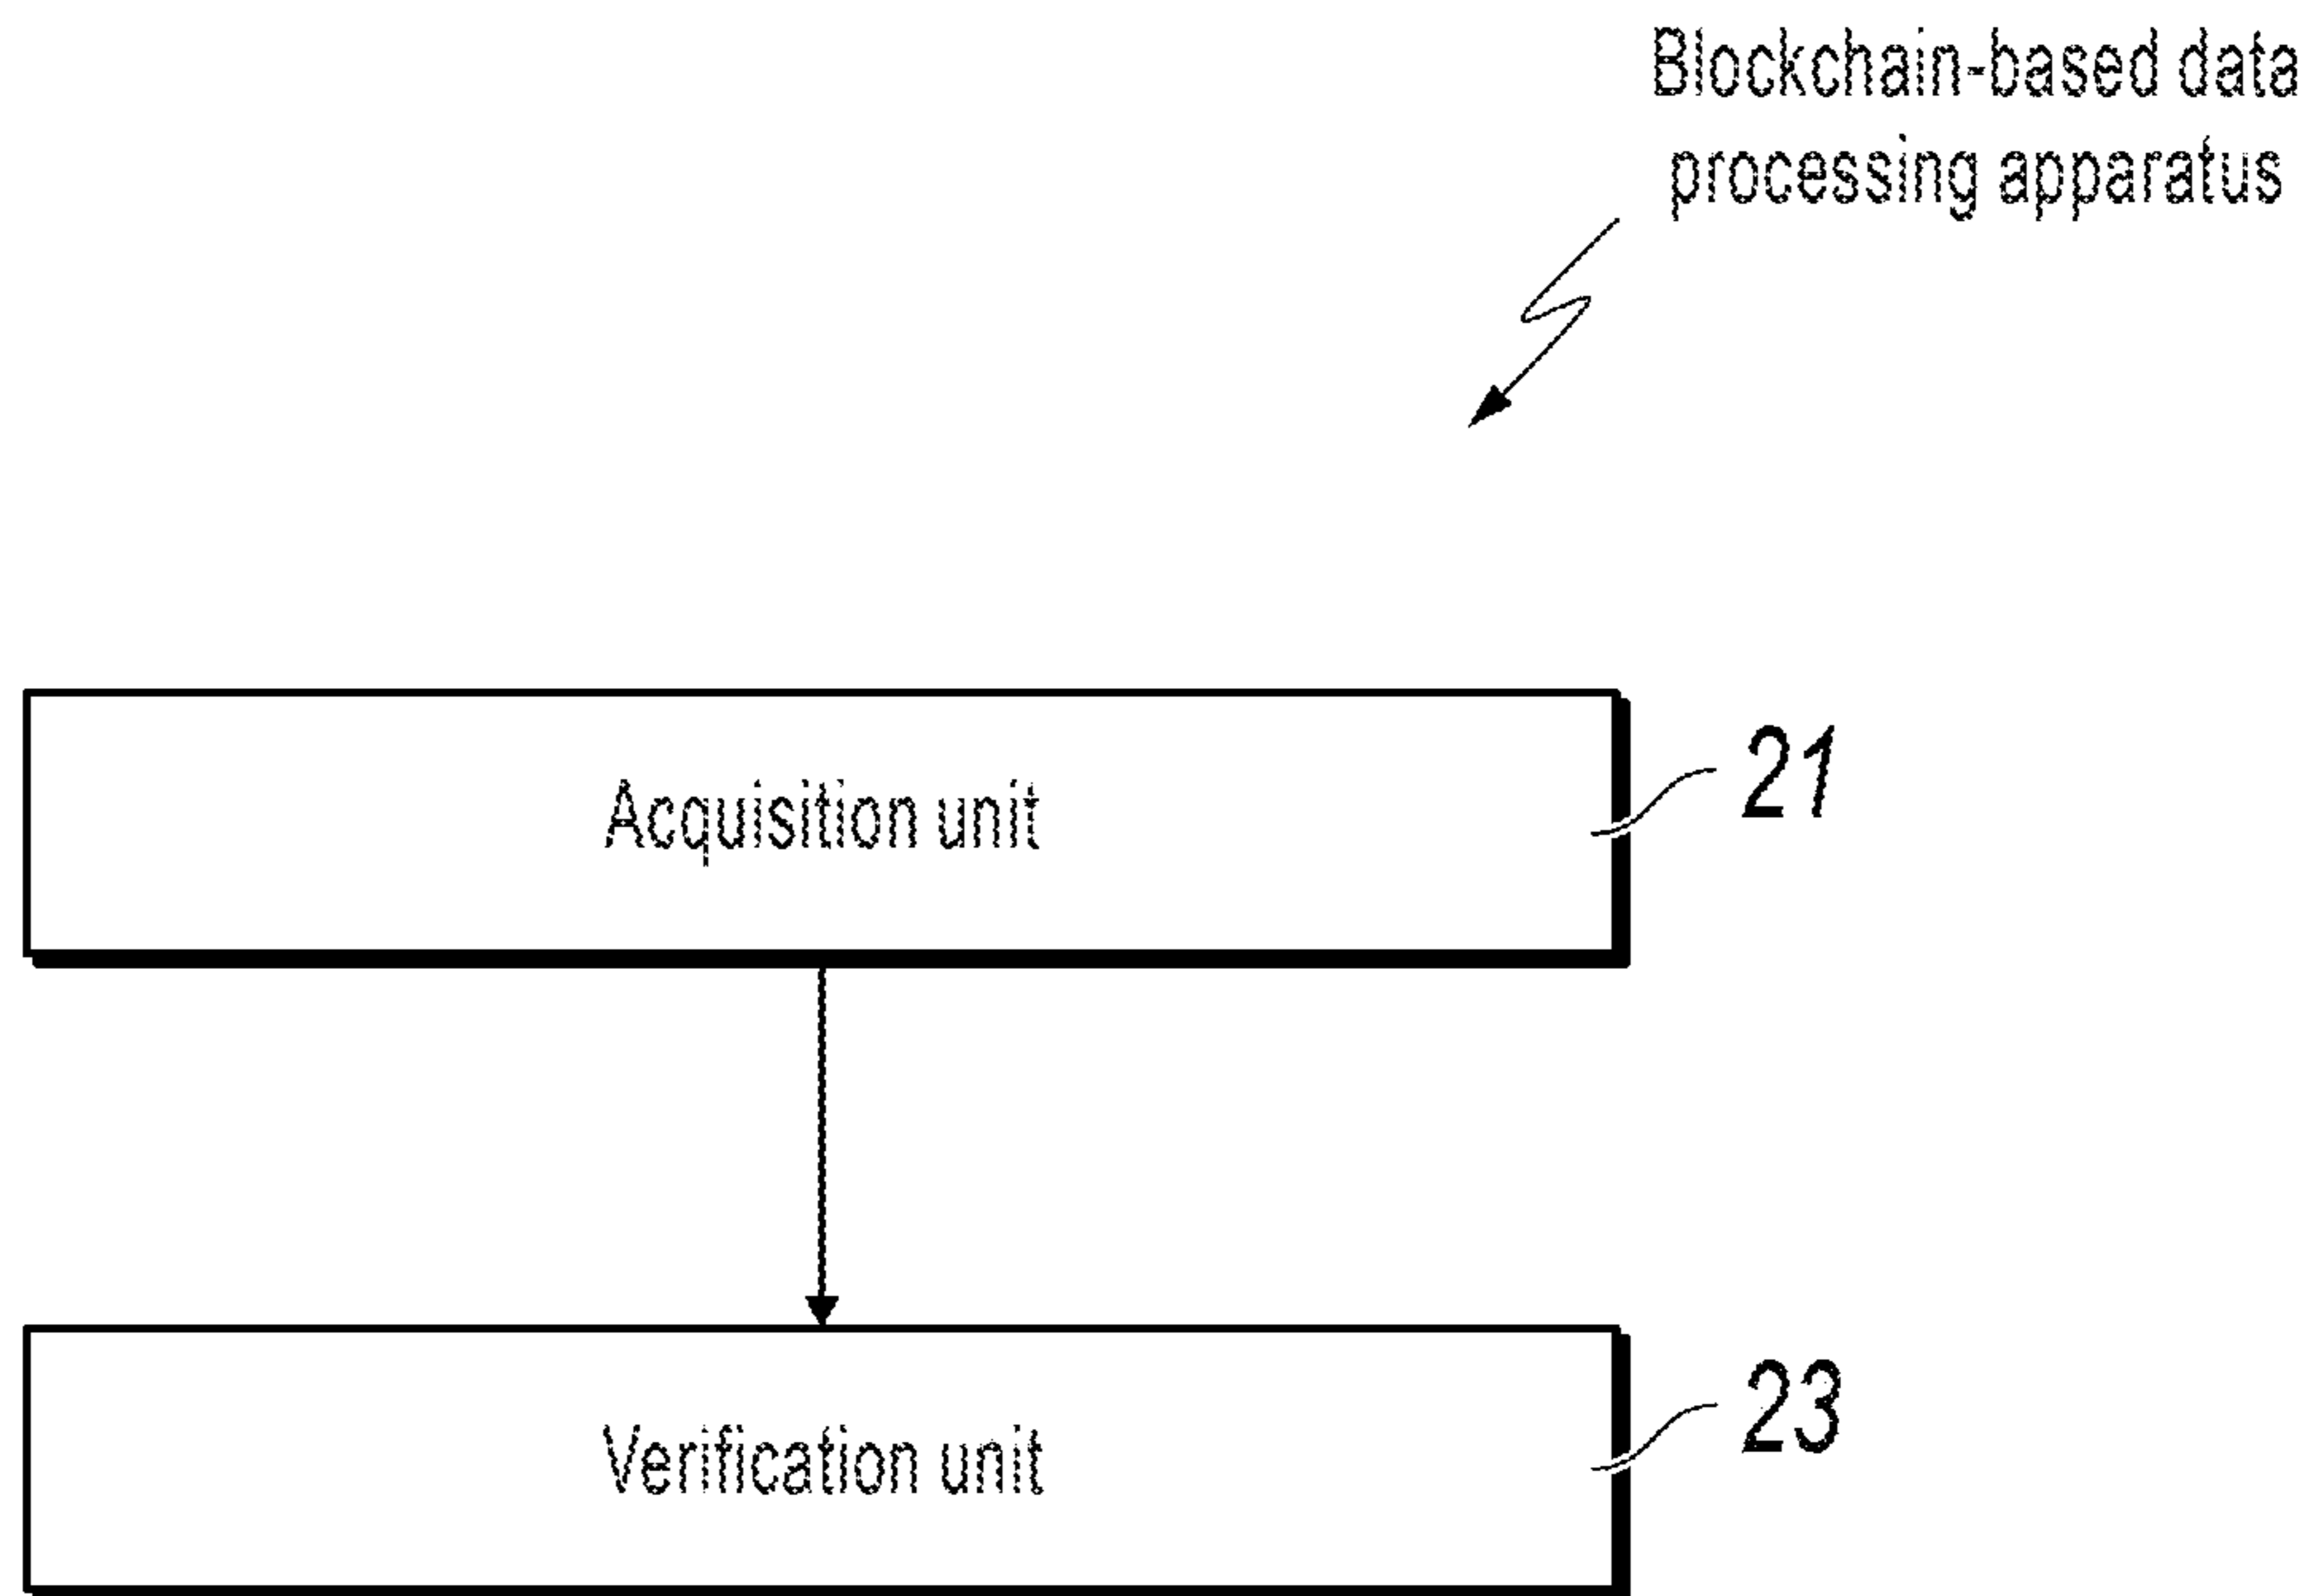 Blockchain-based data
processing apparatus
Acquisition unit
21
Verification unit
23